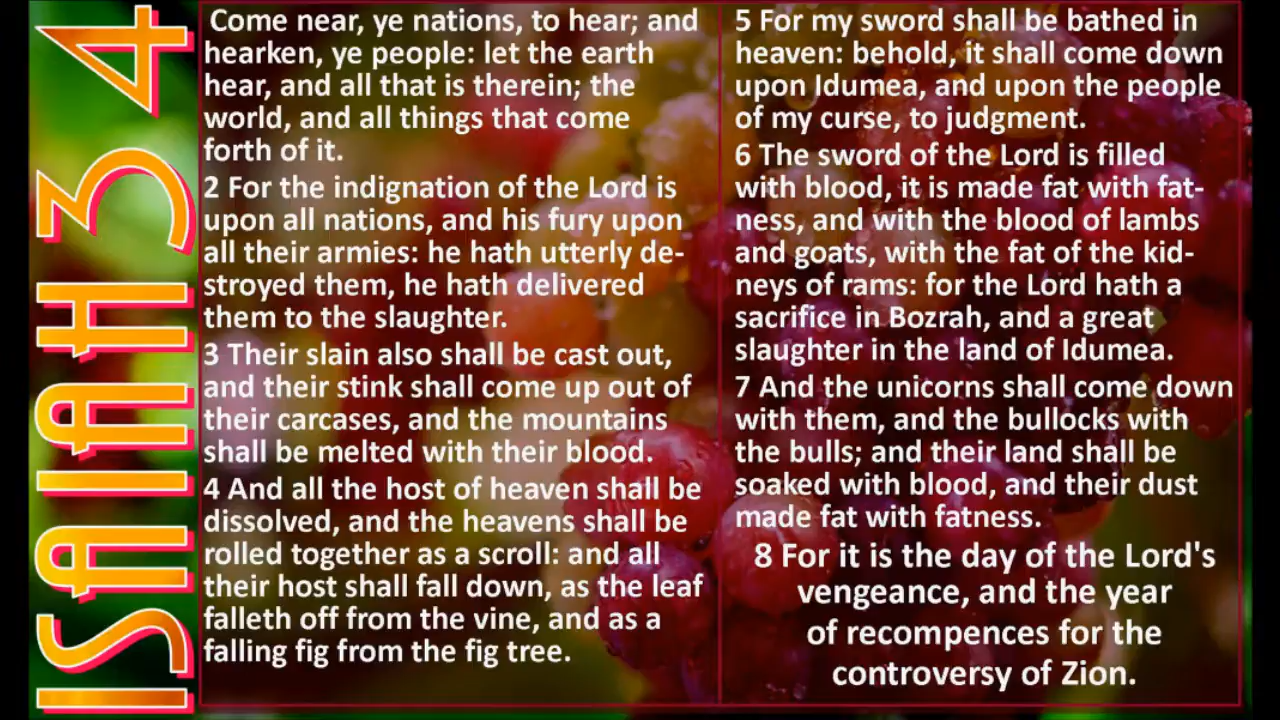 ISAIAH 34
Come near, ye nations, to hear; and
hearken, ye people: let the earth
hear, and all that is therein; the
world, and all things that come
forth of it.
2 For the indignation of the Lord is
upon all nations, and his fury upon
all their armies: he hath utterly de-
stroyed them, he hath delivered
them to the slaughter.
3 Their slain also shall be cast out,
and their stink shall come up out of
their carcases, and the mountains
shall be melted with their blood.
4 And all the host of heaven shall be
dissolved, and the heavens shall be
rolled together as a scroll: and all
their host shall fall down, as the leaf
falleth off from the vine, and as a
falling fig from the fig tree.
5 For my sword shall be bathed in
heaven: behold, it shall come down
upon Idumea, and upon the people
of my curse, to judgment.
6 The sword of the Lord is filled
with blood, it is made fat with fat-
ness, and with the blood of lambs
and goats, with the fat of the kid-
neys of rams: for the Lord hath a
sacrifice in Bozrah, and a great
slaughter in the land of Idumea.
7 And the unicorns shall come down
with them, and the bullocks with
the bulls; and their land shall be
soaked with blood, and their dust
made fat with fatness.
8 For it is the day of the Lord's
vengeance, and the year
of recompences for the
controversy of Zion.